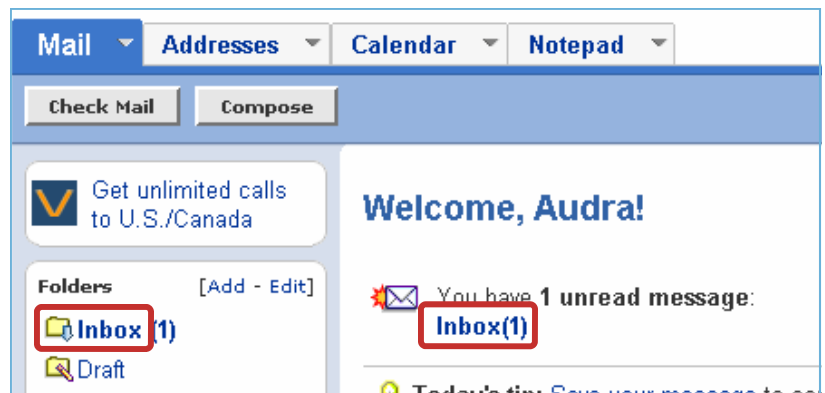 Mail Addresses Calendar Notepad
Check Mail Compose
Get unlimited calls
to U.S./Canada
Folders [Add - Edit]
Inbox (1)
Draft
Welcome, Audra!
You have 1 unread message:
Inbox(1)
Today's tip: Save your message to